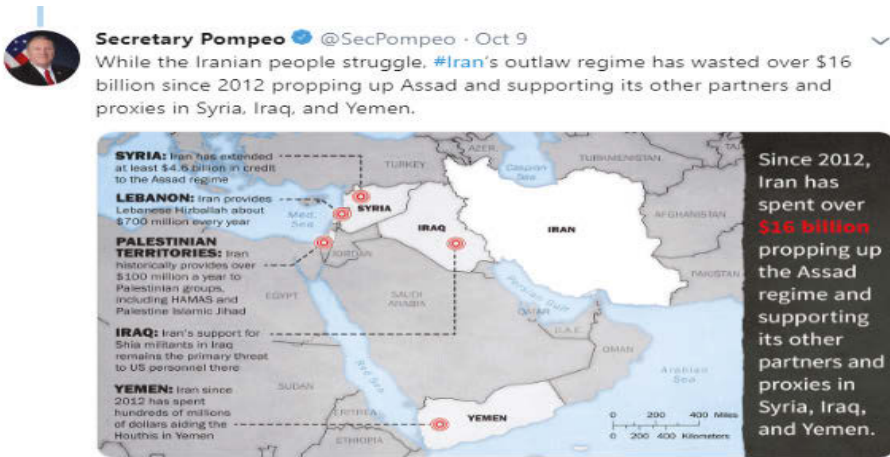 Secretary Pompeo @SecPompeo · Oct 9
While the Iranian people struggle, #Iran's outlaw regime has wasted over $16
billion since 2012 propping up Assad and supporting its other partners and
proxies in Syria, Iraq, and Yemen.
SYRIA: Iran has extended
at least $4.6 billion in credit
to the Assad regime
LEBANON: Iran provides
Lebanese Hizballah about
$700 million every year
PALESTINIAN
TERRITORIES: Iran
historically provides over
$100 million a year to
Palestinian groups,
including HAMAS and
Palestine Islamic Jihad
IRAQ: Iran's support for
Shia militants in Iraq
remains the primary threat
to US personnel there
YEMEN: Iran since
2012 has spent
hundreds of millions
of dollars aiding the
Houthis in Yemen
AZER.
TURKEY
Caspian
Sea
TURKMENISTAN
TAJ
Med.
Sea
SYRIA
IRAQ
IRAN
AFGHANISTAN
JORDAN
PAKISTAN
EGYPT
SAUDI
ARABIA
Persian Gulf
QATAR
U.A.E.
OMAN
Red Sea
Arabian
Sea
SUDAN
ERITREA
YEMEN
ETHIOPIA
0 200 400 Miles
0 200 400 Kilometers
Since 2012,
Iran has
spent over
$16 billion
propping up
the Assad
regime and
supporting
its other
partners and
proxies in
Syria, Iraq,
and Yemen.